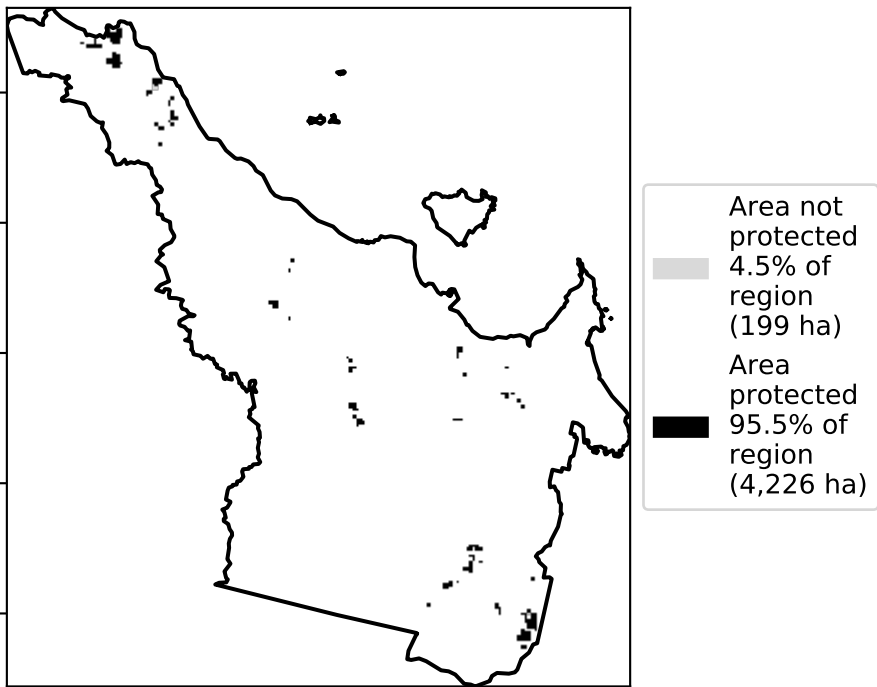 Area not
protected
4.5% of
region
(199 ha)
Area
protected
95.5% of
region
(4,226 ha)